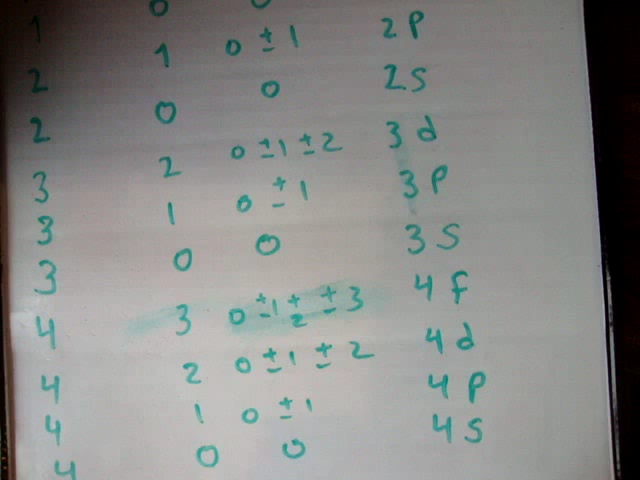 1 0 0
2 1 0 ±1 2P
2 0 0 2S
3 2 0 ±1 ±2 3d
3 1 0 ±1 3P
3 0 0 3S
4 3 0 ±1 ±2 ±3 4f
4 2 0 ±1 ±2 4d
4 1 0 ±1 4P
4 0 0 4S